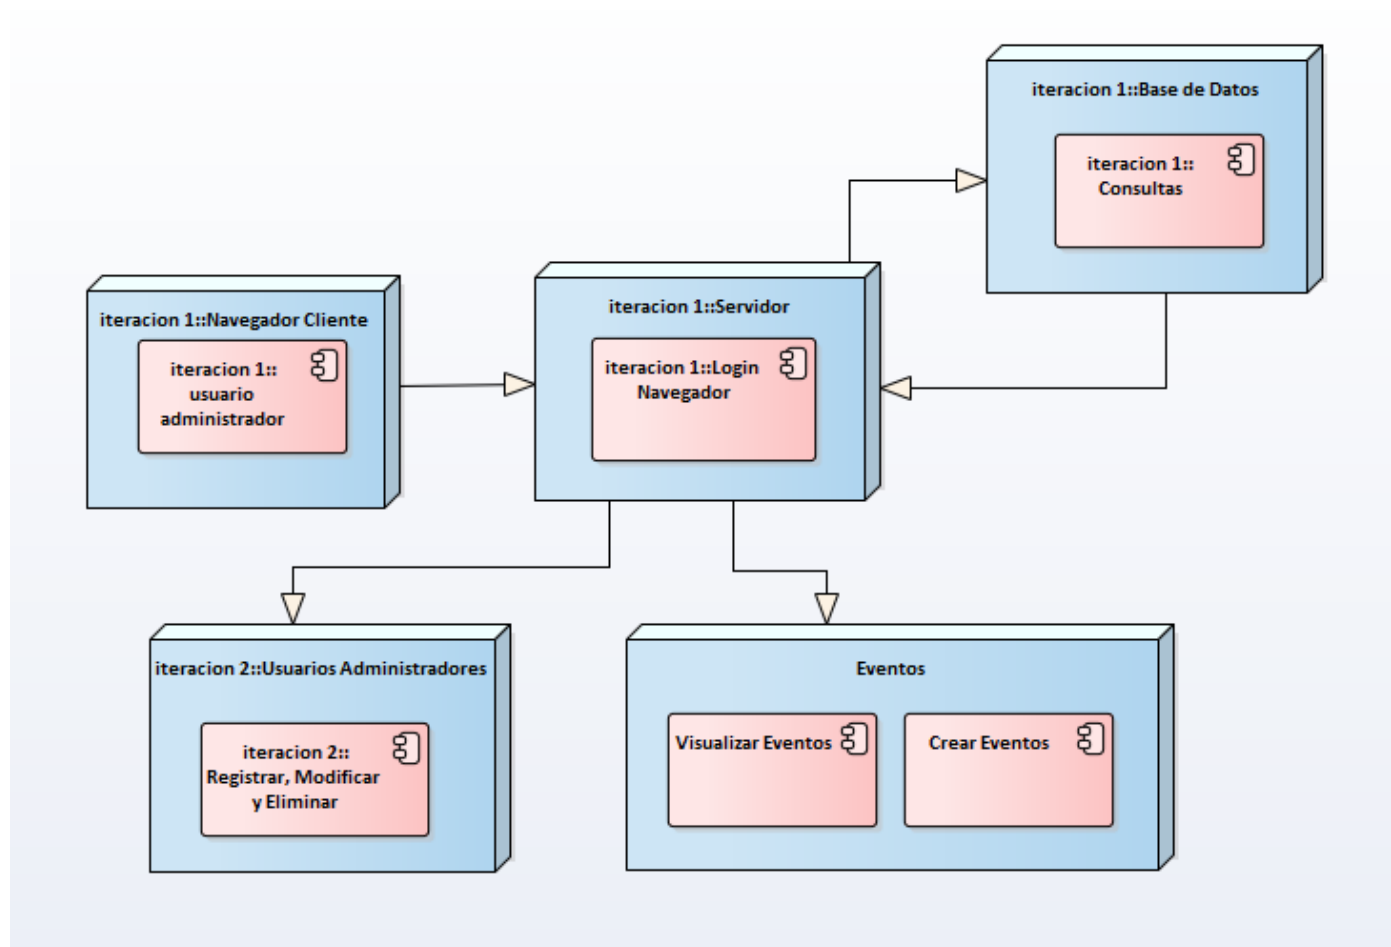 iteracion 1::Base de Datos
iteracion 1::
Consultas
iteracion 1::Navegador Cliente
iteracion 1::
usuario
administrador
iteracion 1::Servidor
iteracion 1::Login
Navegador
iteracion 2::Usuarios Administradores
iteracion 2::
Registrar, Modificar
y Eliminar
Eventos
Visualizar Eventos
Crear Eventos